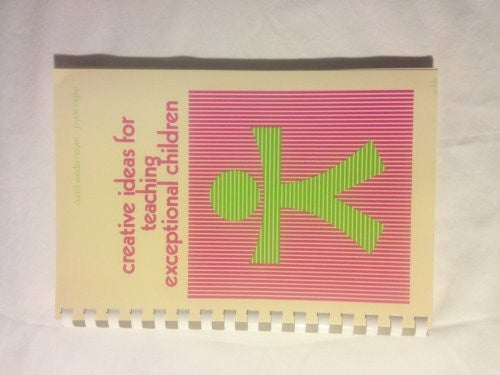 creative ideas for
teaching
exceptional children